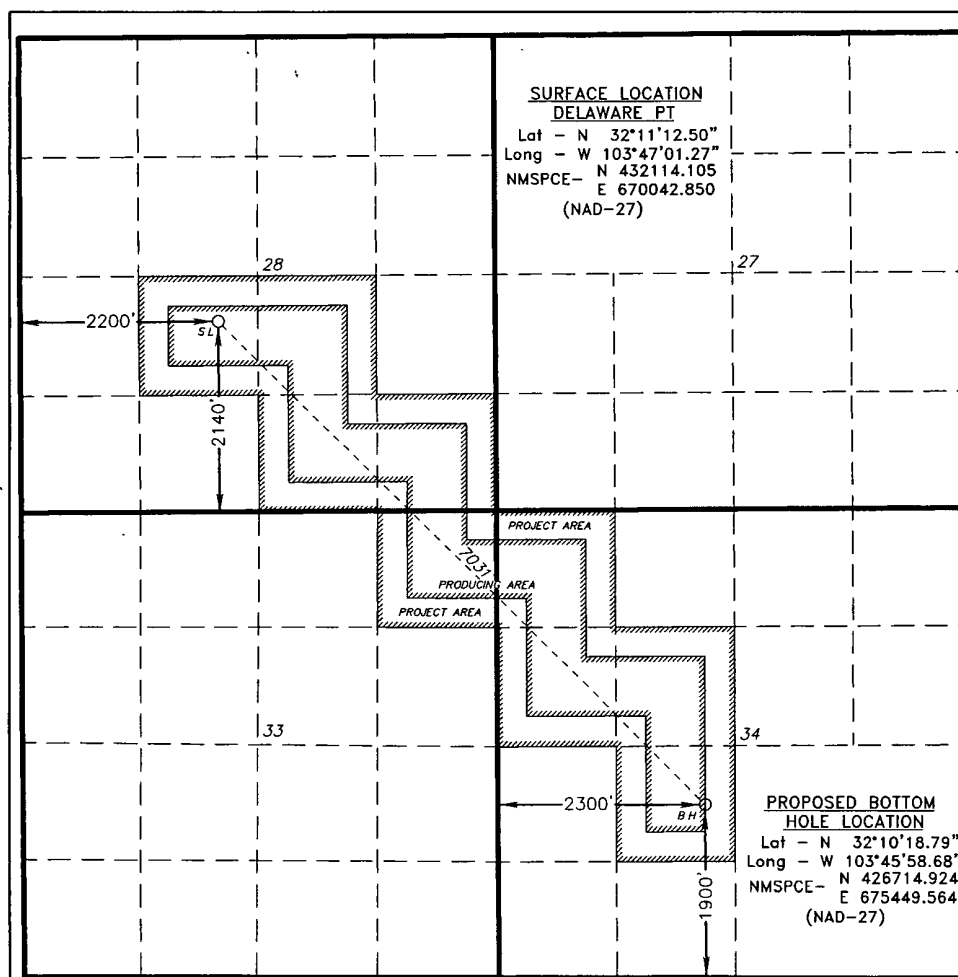 SURFACE LOCATION
DELAWARE PT
Lat - N 32°11'12.50"
Long - W 103°47'01.27"
NMSPCE- N 432114.105
E 670042.850
(NAD-27)
28
27
2200'
SL
2140'
7031
PROJECT AREA
PRODUCING AREA
PROJECT AREA
33
34
2300'
BH
1900'
PROPOSED BOTTOM
HOLE LOCATION
Lat - N 32°10'18.79"
Long - W 103°45'58.68"
NMSPCE- N 426714.924
E 675449.564
(NAD-27)